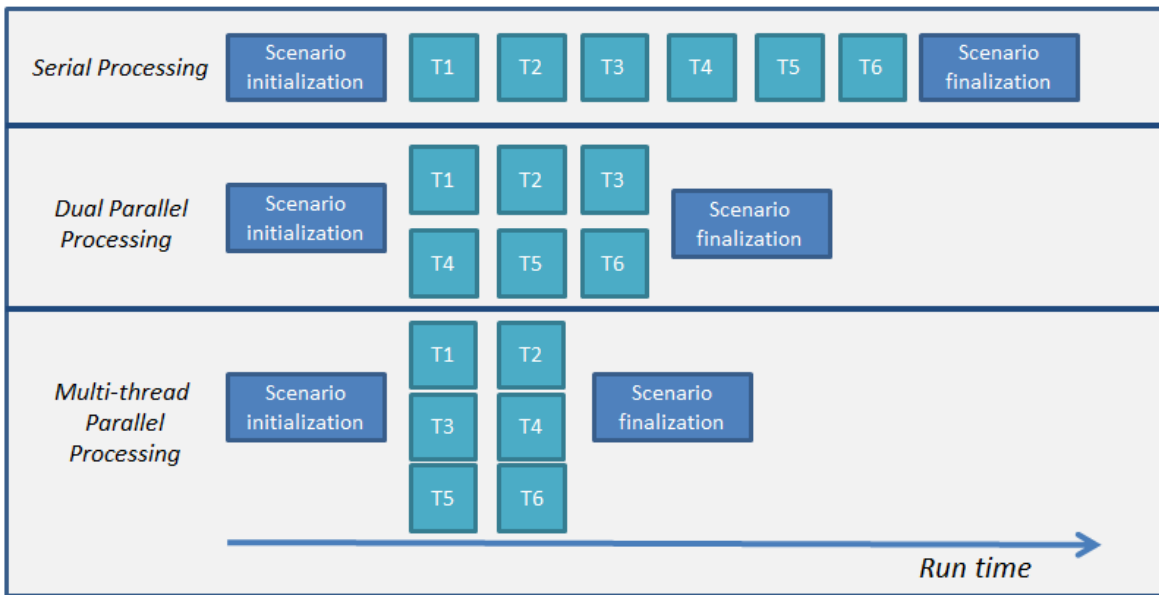 Serial Processing
Scenario
initialization
T1
T2
T3
T4
T5
T6
Scenario
finalization
Dual Parallel
Processing
Scenario
initialization
T1
T2
T3
T4
T5
T6
Scenario
finalization
Multi-thread
Parallel
Processing
Scenario
initialization
T1
T2
T3
T4
T5
T6
Scenario
finalization
Run time